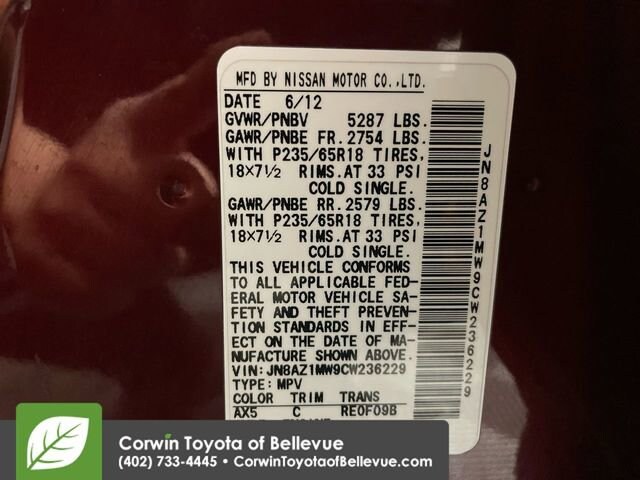 MFD BY NISSAN MOTOR CO.,LTD.
DATE 6/12
GVWR/PNBV 5287 LBS.
GAWR/PNBE FR. 2754 LBS.
WITH P235/65R18 TIRES,
18×7½ RIMS. AT 33 PSI
COLD SINGLE.
GAWR/PNBE RR. 2579 LBS.
WITH P235/65R18 TIRES,
18×7½ RIMS. AT 33 PSI
COLD SINGLE.
THIS VEHICLE CONFORMS
TO ALL APPLICABLE FED-
ERAL MOTOR VEHICLE SA-
FETY AND THEFT PREVEN-
TION STANDARDS IN EFF-
ECT ON THE DATE OF MA-
NUFACTURE SHOWN ABOVE.
VIN: JN8AZ1MW9CW236229
TYPE: MPV
COLOR TRIM TRANS
AX5 C RE0F09B
JN8AZ1MW9CW236229
Corwin Toyota of Bellevue
(402) 733-4445 • CorwinToyotaofBellevue.com